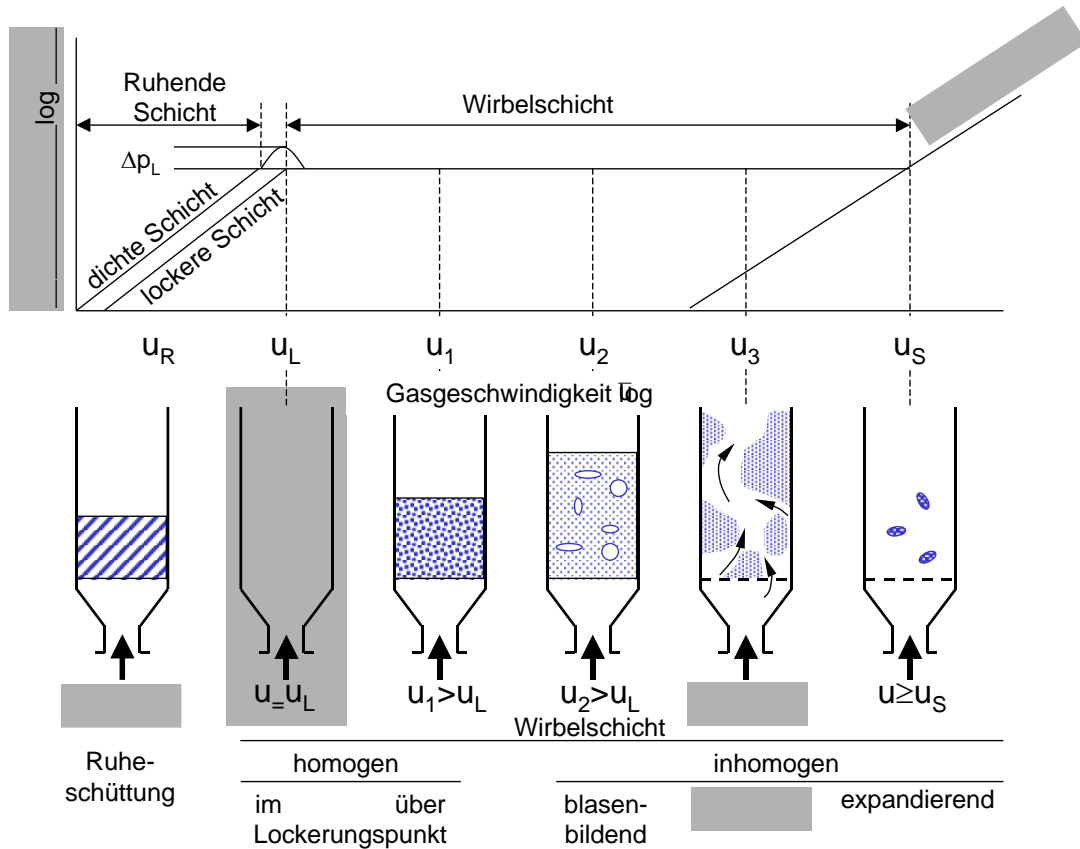 log
Ruhende
Schicht
Wirbelschicht
Δp_L
dichte Schicht
lockere Schicht
u_R u_L u_1 u_2 u_3 u_S
Gasgeschwindigkeit log
u_=u_L u_1>u_L u_2>u_L u≥u_S
Wirbelschicht
Ruhe-
schüttung
homogen inhomogen
im über
Lockerungspunkt
blasen-
bildend
expandierend